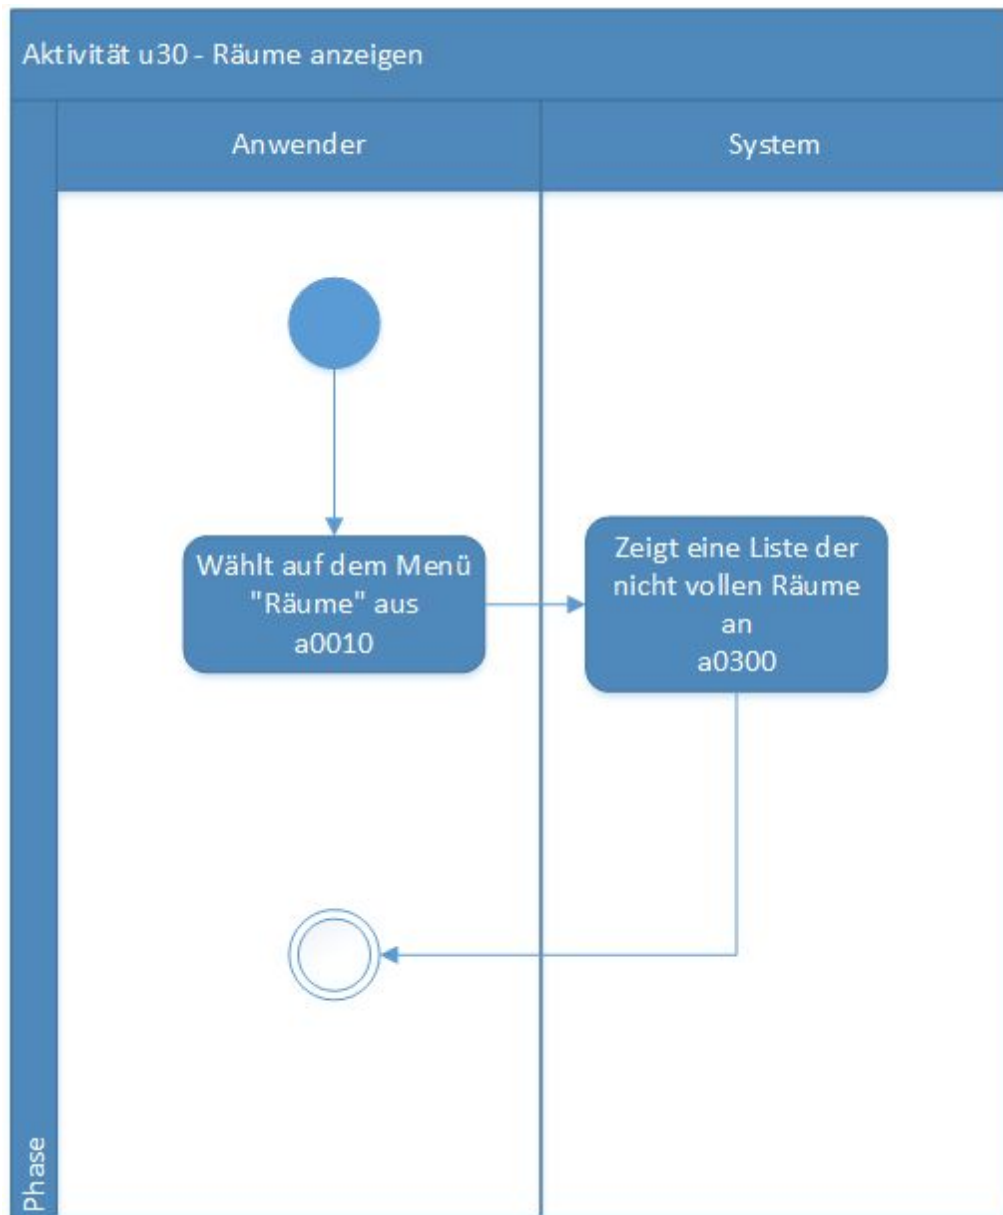 Aktivität u30 - Räume anzeigen
Anwender
System
Wählt auf dem Menü
"Räume" aus
a0010
Zeigt eine Liste der
nicht vollen Räume
an
a0300
Phase